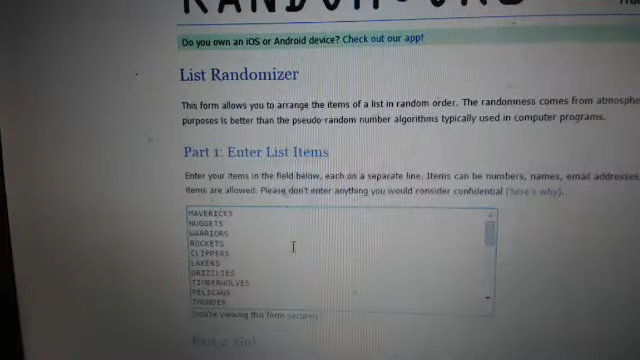 RANDOM.ORG
Do you own an iOS or Android device? Check out our app!
List Randomizer
This form allows you to arrange the items of a list in random order. The randomness comes from atmosphe
purposes is better than the pseudo-random number algorithms typically used in computer programs.
Part 1: Enter List Items
Enter your items in the field below, each on a separate line. Items can be numbers, names, email addresses
items are allowed. Please don't enter anything you would consider confidential (here's why).
MAVERICKS
NUGGETS
WARRIORS
ROCKETS
CLIPPERS
LAKERS
GRIZZLIES
TIMBERWOLVES
PELICANS
THUNDER
(you're viewing this form securely
Part 2: Go!